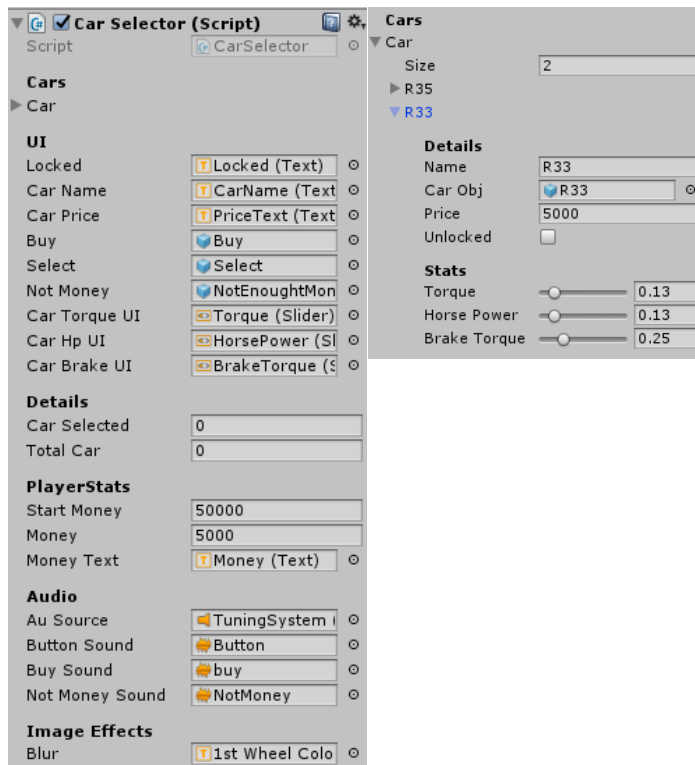 Car Selector (Script)
Script CarSelector
Cars
Car
UI
Locked Locked (Text)
Car Name CarName (Text
Car Price PriceText (Text
Buy Buy
Select Select
Not Money NotEnoughtMon
Car Torque UI Torque (Slider)
Car Hp UI HorsePower (Sl
Car Brake UI BrakeTorque (S
Details
Car Selected 0
Total Car 0
PlayerStats
Start Money 50000
Money 5000
Money Text Money (Text)
Audio
Au Source TuningSystem (
Button Sound Button
Buy Sound buy
Not Money Sound NotMoney
Image Effects
Blur 1st Wheel Colo
Cars
Car
Size 2
R35
R33
Details
Name R33
Car Obj R33
Price 5000
Unlocked
Stats
Torque 0.13
Horse Power 0.13
Brake Torque 0.25